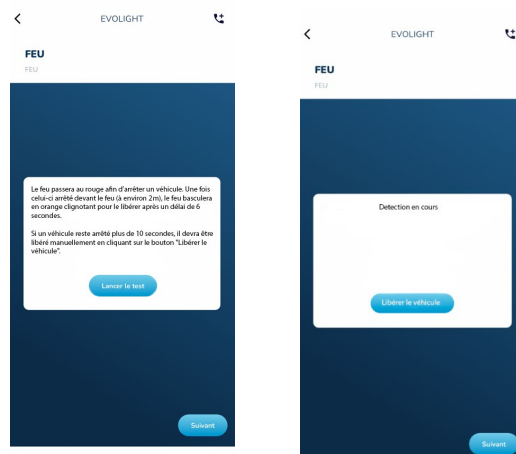 EVOLIGHT
FEU
FEU
Le feu passera au rouge afin d'arrêter un véhicule. Une fois
celui-ci arrêté devant le feu (à environ 2m), le feu basculera
en orange clignotant pour le libérer après un délai de 6
secondes.
Si un véhicule reste arrêté plus de 10 secondes, il devra être
libéré manuellement en cliquant sur le bouton "Libérer le
véhicule".
Lancer le test
Suivant
EVOLIGHT
FEU
FEU
Detection en cours
Libérer le véhicule
Suivant